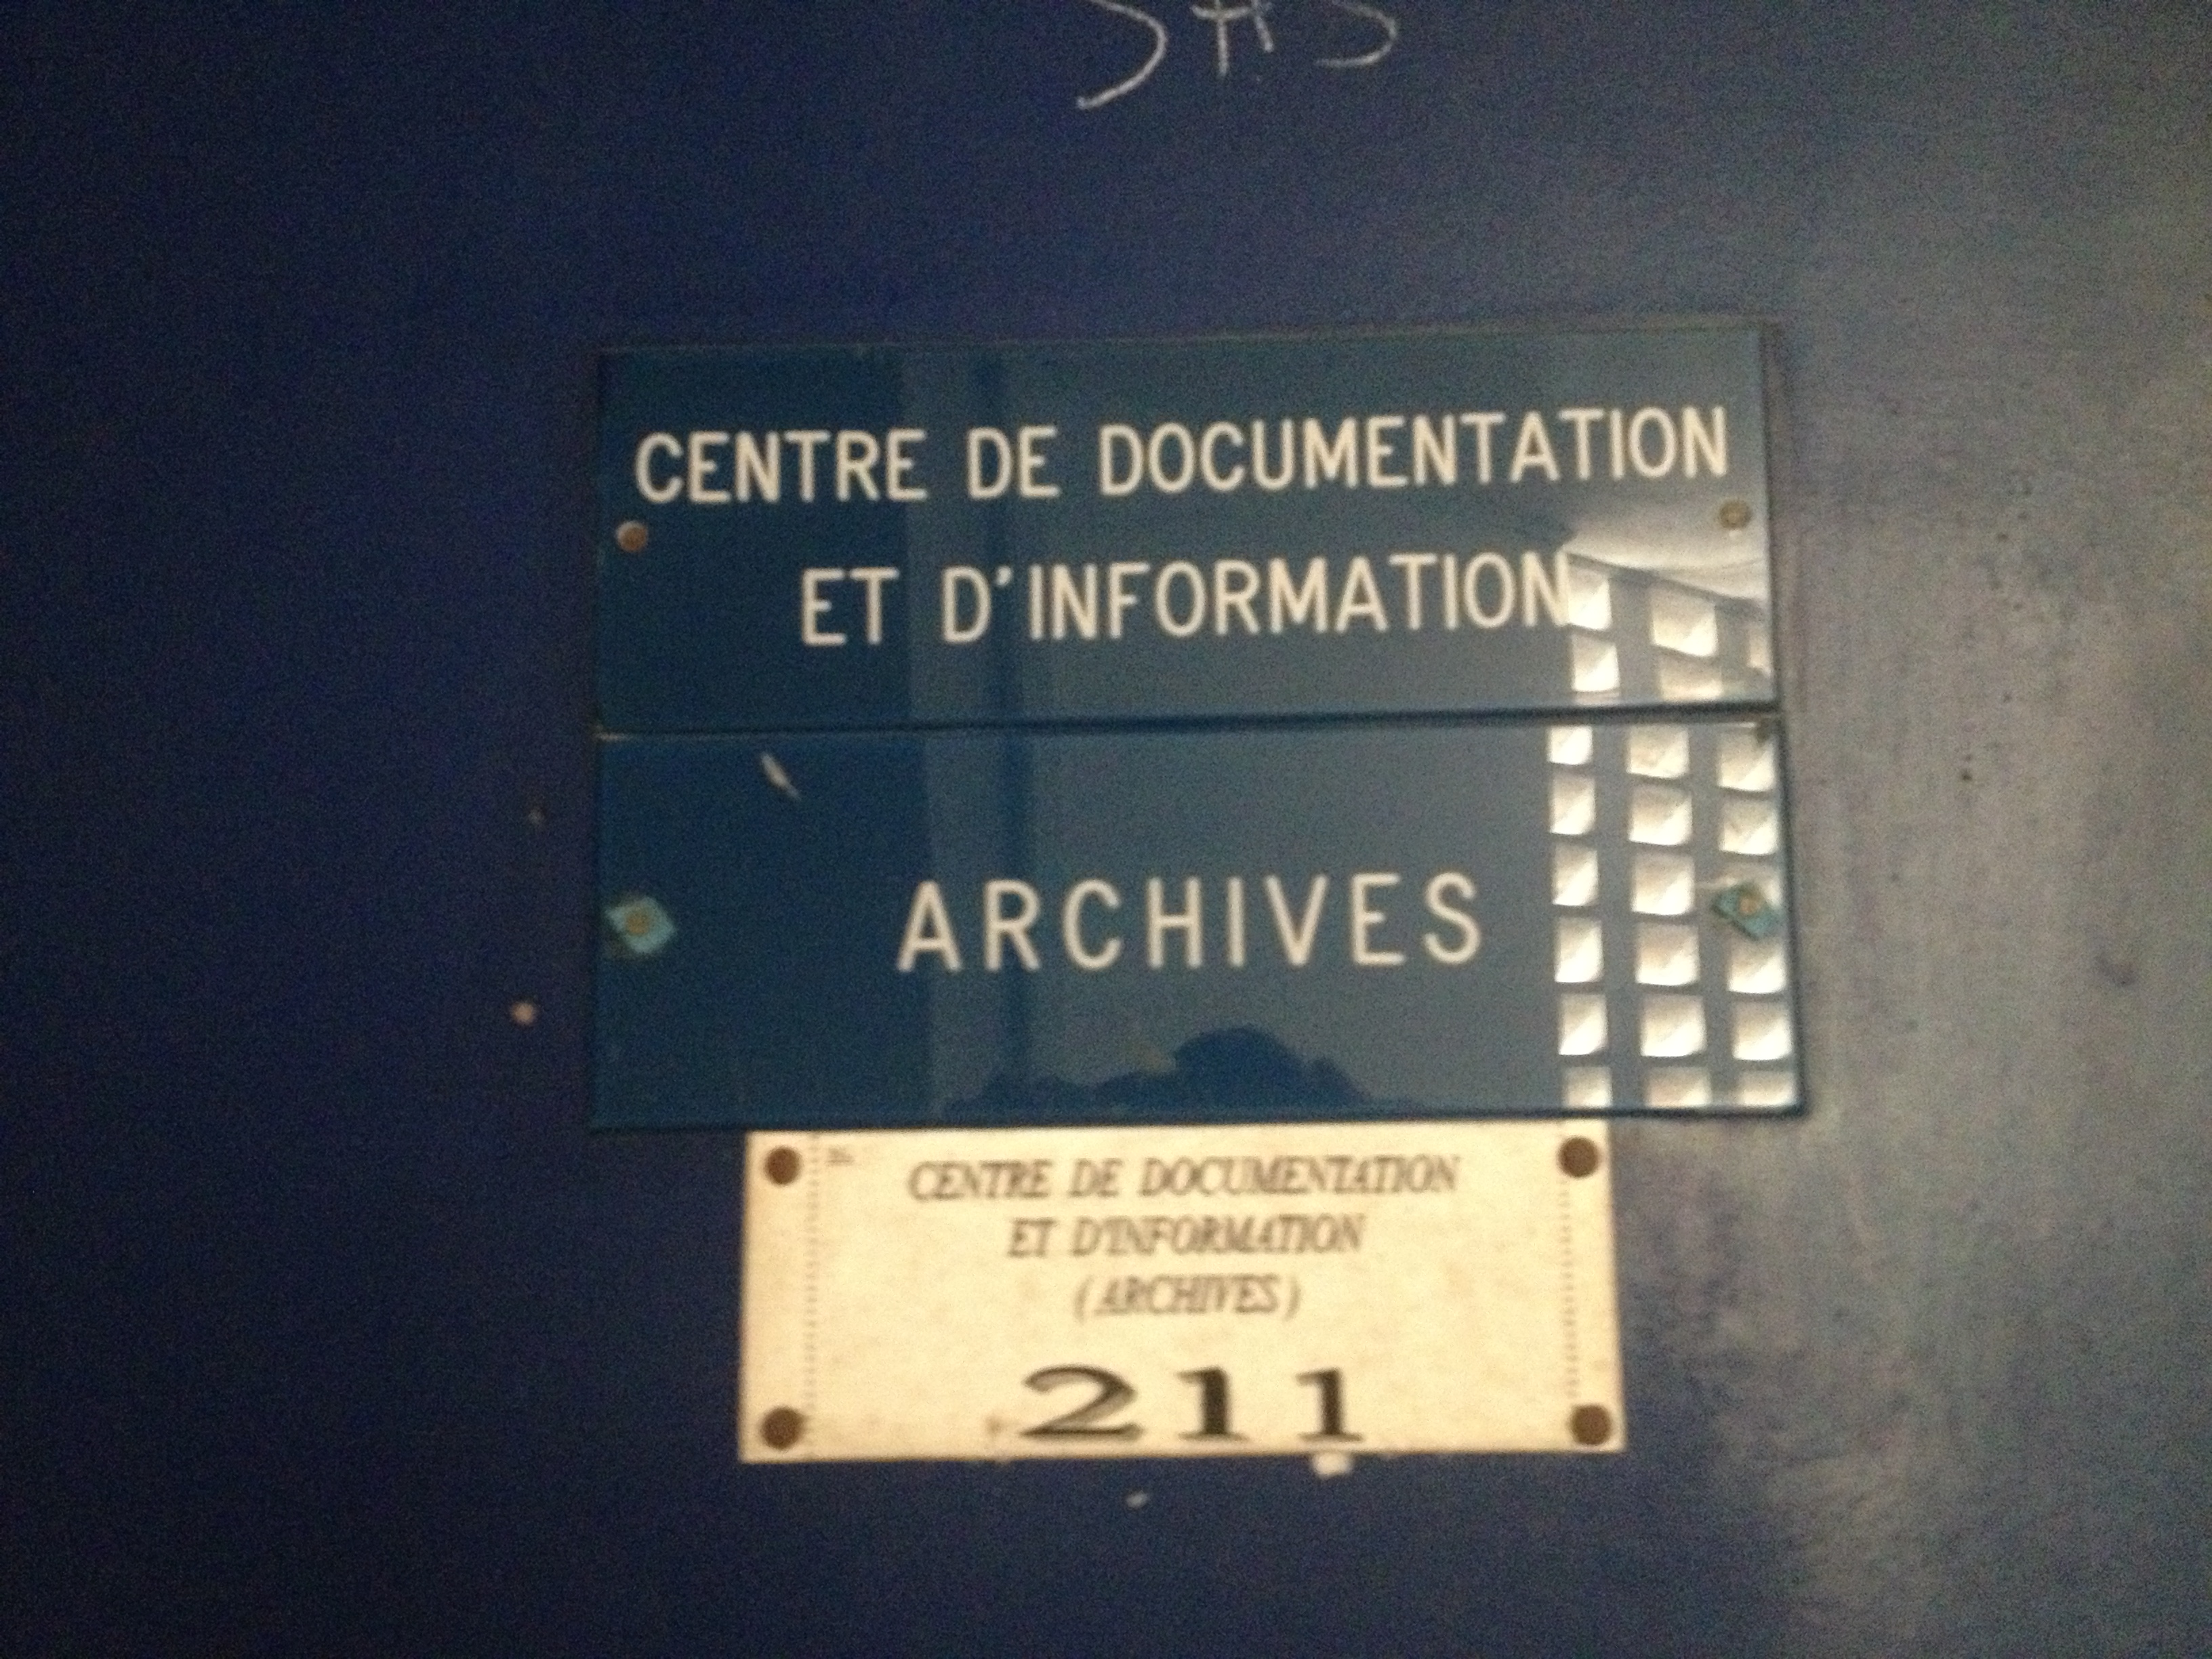 CENTRE DE DOCUMENTATION
ET D'INFORMATION
ARCHIVES
CENTRE DE DOCUMENTATION
ET D'INFORMATION
(ARCHIVES)
211